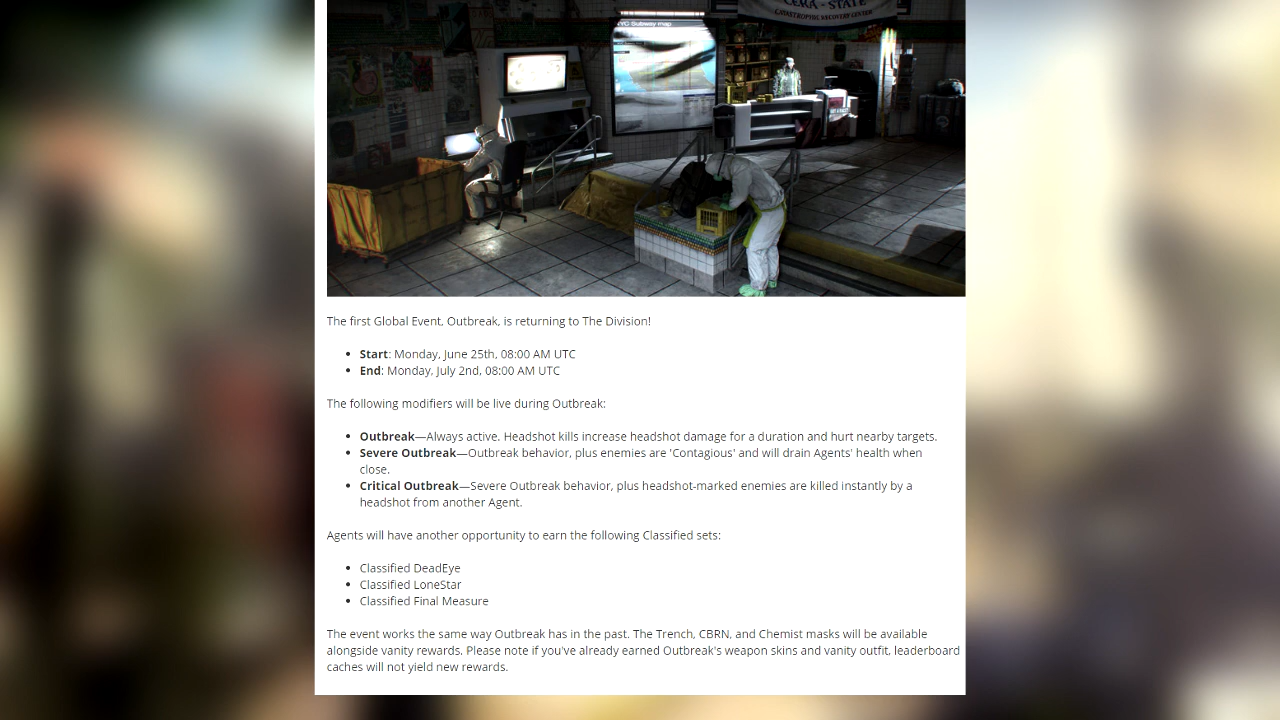 CERA - STATE
CATASTROPHE RECOVERY CENTER
NYC Subway map
The first Global Event, Outbreak, is returning to The Division!
• Start: Monday, June 25th, 08:00 AM UTC
• End: Monday, July 2nd, 08:00 AM UTC
The following modifiers will be live during Outbreak:
• Outbreak—Always active. Headshot kills increase headshot damage for a duration and hurt nearby targets.
• Severe Outbreak—Outbreak behavior, plus enemies are 'Contagious' and will drain Agents' health when
close.
• Critical Outbreak—Severe Outbreak behavior, plus headshot-marked enemies are killed instantly by a
headshot from another Agent.
Agents will have another opportunity to earn the following Classified sets:
• Classified DeadEye
• Classified LoneStar
• Classified Final Measure
The event works the same way Outbreak has in the past. The Trench, CBRN, and Chemist masks will be available
alongside vanity rewards. Please note if you've already earned Outbreak's weapon skins and vanity outfit, leaderboard
caches will not yield new rewards.